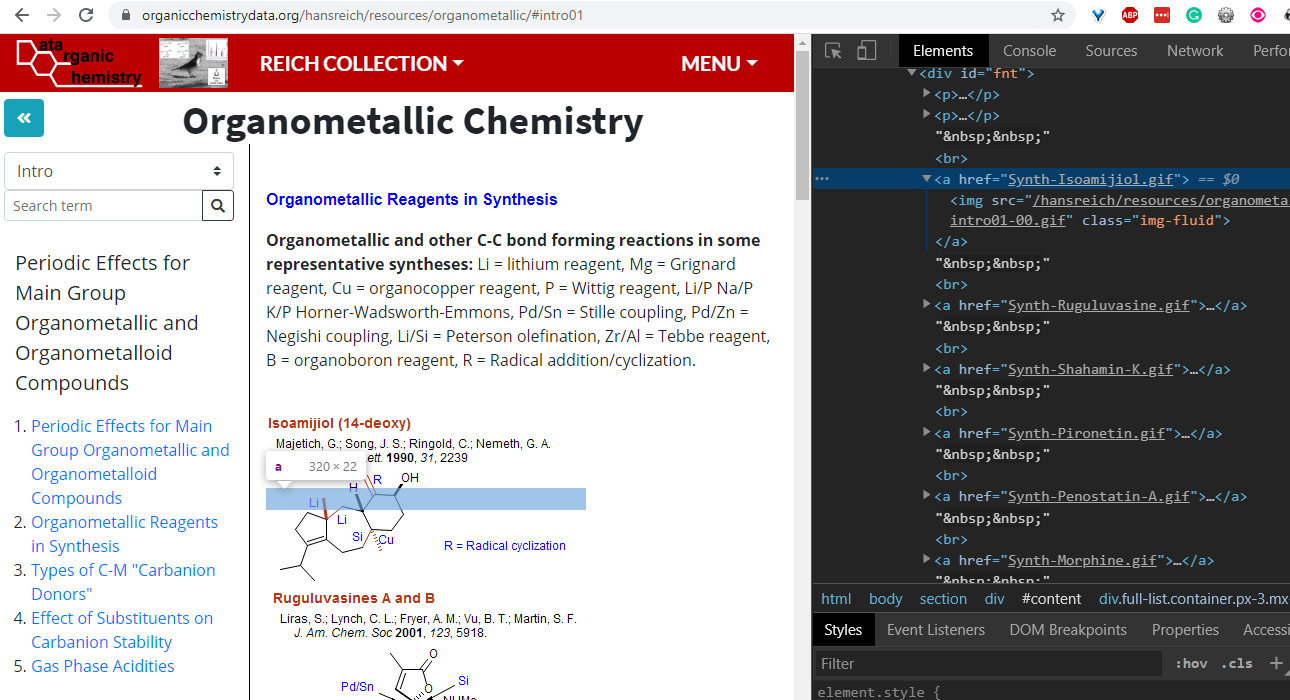 organicchemistrydata.org/hansreich/resources/organometallic/#intro01
ABP
ata
rganic
hemistry
REICH COLLECTION
MENU
«
Organometallic Chemistry
Intro
Search term
Periodic Effects for
Main Group
Organometallic and
Organometalloid
Compounds
1. Periodic Effects for Main
Group Organometallic and
Organometalloid
Compounds
2. Organometallic Reagents
in Synthesis
3. Types of C-M "Carbanion
Donors"
4. Effect of Substituents on
Carbanion Stability
5. Gas Phase Acidities
Organometallic Reagents in Synthesis
Organometallic and other C-C bond forming reactions in some
representative syntheses: Li = lithium reagent, Mg = Grignard
reagent, Cu = organocopper reagent, P = Wittig reagent, Li/P Na/P
K/P Horner-Wadsworth-Emmons, Pd/Sn = Stille coupling, Pd/Zn =
Negishi coupling, Li/Si = Peterson olefination, Zr/Al = Tebbe reagent,
B = organoboron reagent, R = Radical addition/cyclization.
Isoamijiol (14-deoxy)
Majetich, G.; Song, J. S.; Ringold, C.; Nemeth, G. A.
ett. 1990, 31, 2239
a 320 × 22
H R OH
Li
Li
Si Cu
R = Radical cyclization
Ruguluvasines A and B
Liras, S.; Lynch, C. L.; Fryer, A. M.; Vu, B. T.; Martin, S. F.
J. Am. Chem. Soc 2001, 123, 5918.
O
Pd/Sn O Si
NHMe
Elements Console Sources Network Perfo
<div id="fnt">
<p>…</p>
<p>…</p>
"&nbsp;&nbsp;"
<br>
… <a href="Synth-Isoamijiol.gif"> == $0
<img src="/hansreich/resources/organometa
intro01-00.gif" class="img-fluid">
</a>
"&nbsp;&nbsp;"
<br>
<a href="Synth-Ruguluvasine.gif">…</a>
"&nbsp;&nbsp;"
<br>
<a href="Synth-Shahamin-K.gif">…</a>
"&nbsp;&nbsp;"
<br>
<a href="Synth-Pironetin.gif">…</a>
"&nbsp;&nbsp;"
<br>
<a href="Synth-Penostatin-A.gif">…</a>
"&nbsp;&nbsp;"
<br>
<a href="Synth-Morphine.gif">…</a>
"&nbsp;&nbsp;"
html body section div #content div.full-list.container.px-3.mx-
Styles Event Listeners DOM Breakpoints Properties Accessi
Filter :hov .cls +
element.style {